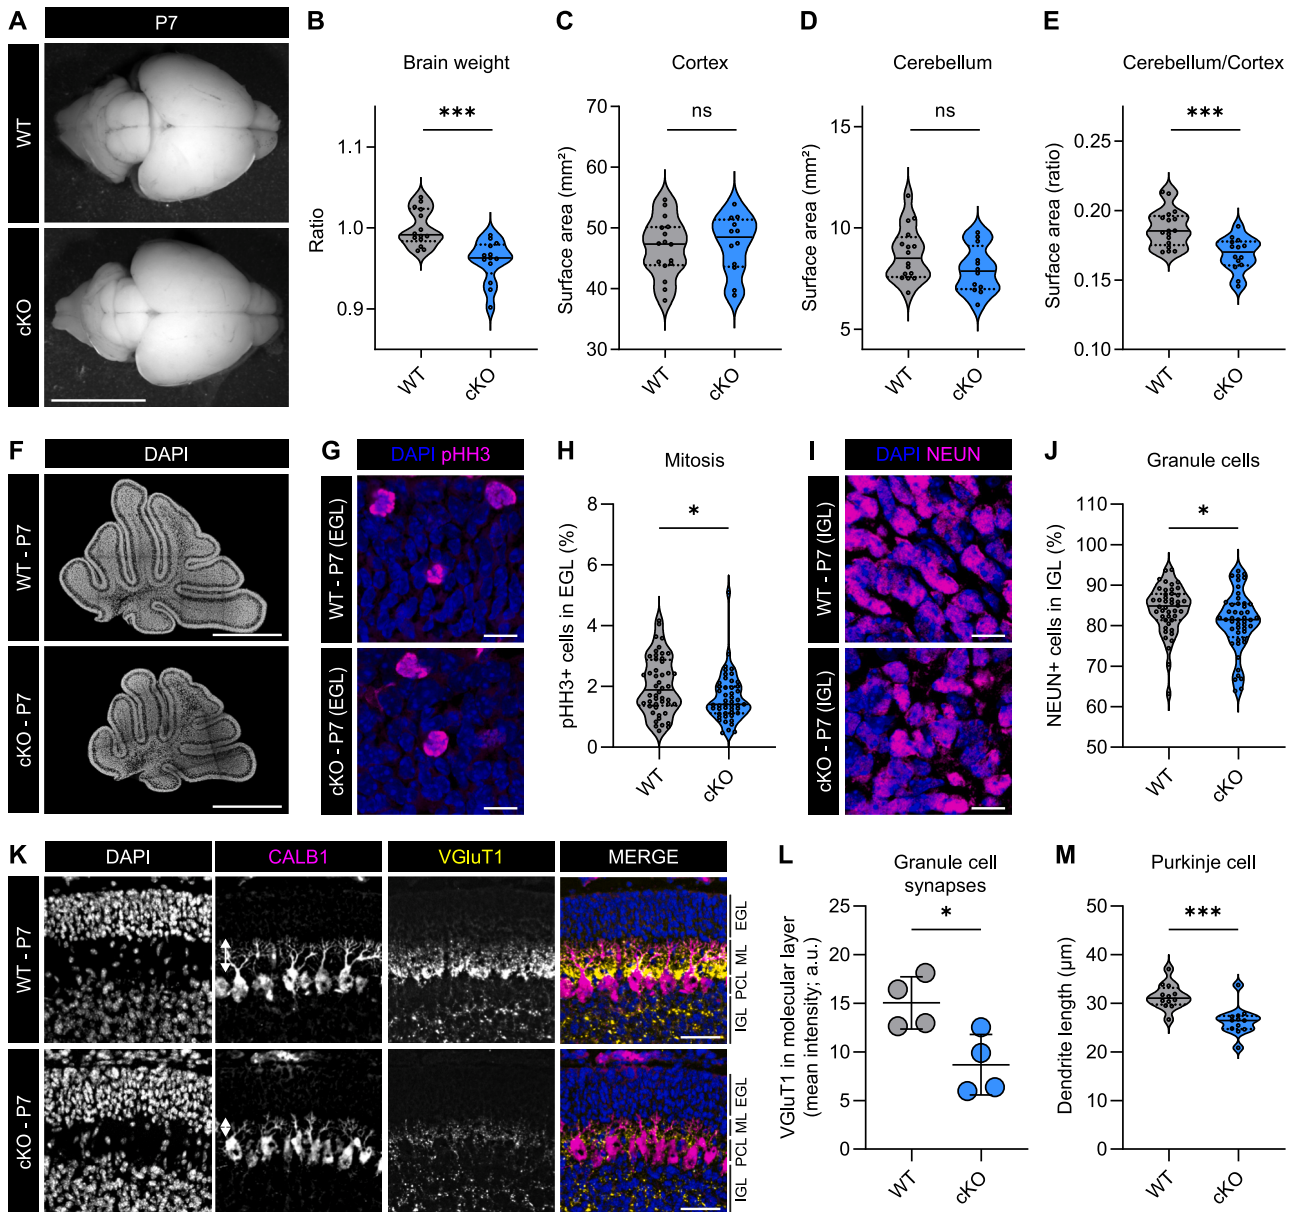 A
P7
WT
cKO
B
Brain weight
***
Ratio
1.1
1.0
0.9
WT
cKO
C
Cortex
ns
Surface area (mm²)
70
60
50
40
30
WT
cKO
D
Cerebellum
ns
Surface area (mm²)
15
10
5
WT
cKO
E
Cerebellum/Cortex
***
Surface area (ratio)
0.25
0.20
0.15
0.10
WT
cKO
F
DAPI
WT - P7
cKO - P7
G
DAPI pHH3
WT - P7 (EGL)
cKO - P7 (EGL)
H
Mitosis
*
pHH3+ cells in EGL (%)
8
6
4
2
0
WT
cKO
I
DAPI NEUN
WT - P7 (IGL)
cKO - P7 (IGL)
J
Granule cells
*
NEUN+ cells in IGL (%)
110
100
90
80
70
60
50
WT
cKO
K
DAPI
CALB1
VGluT1
MERGE
WT - P7
EGL
ML
PCL
IGL
cKO - P7
EGL
ML
PCL
IGL
L
Granule cell
synapses
*
VGluT1 in molecular layer
(mean intensity; a.u.)
25
20
15
10
5
0
WT
cKO
M
Purkinje cell
***
Dendrite length (µm)
50
40
30
20
10
0
WT
cKO